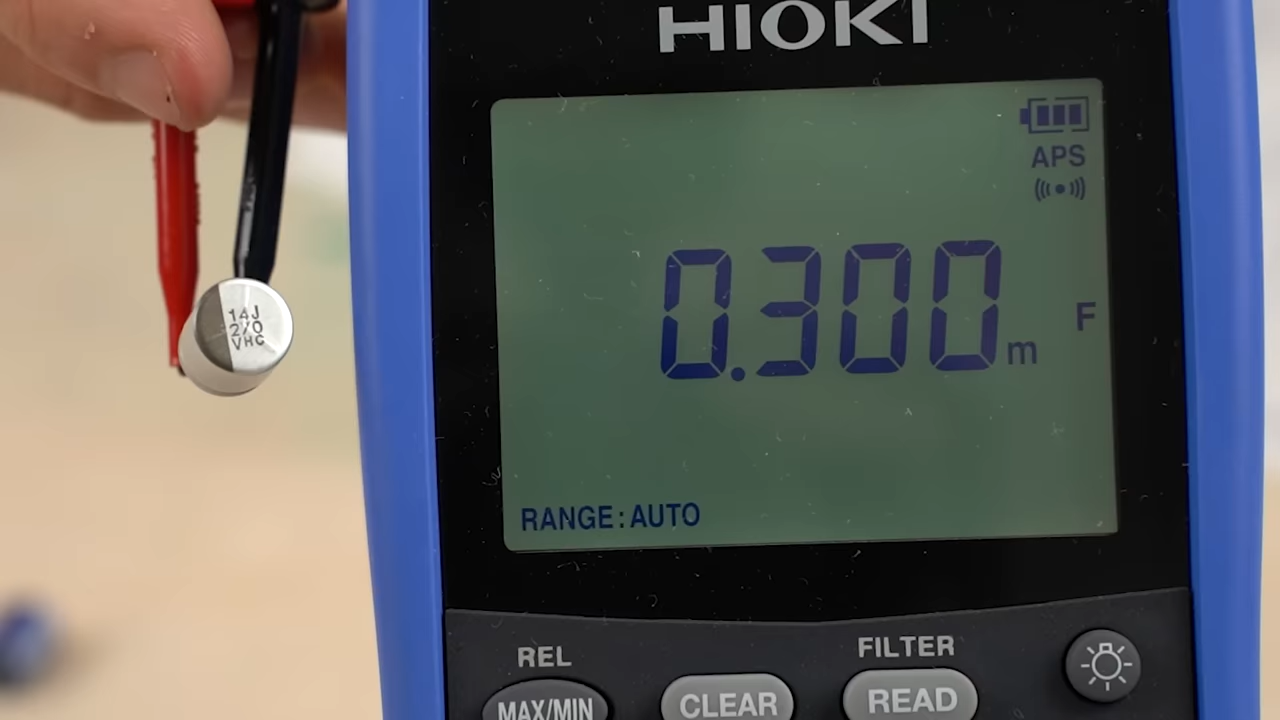 HIOKI
APS
0.300 m F
14J
270
VHC
RANGE:AUTO
REL
FILTER
MAX/MIN
CLEAR
READ